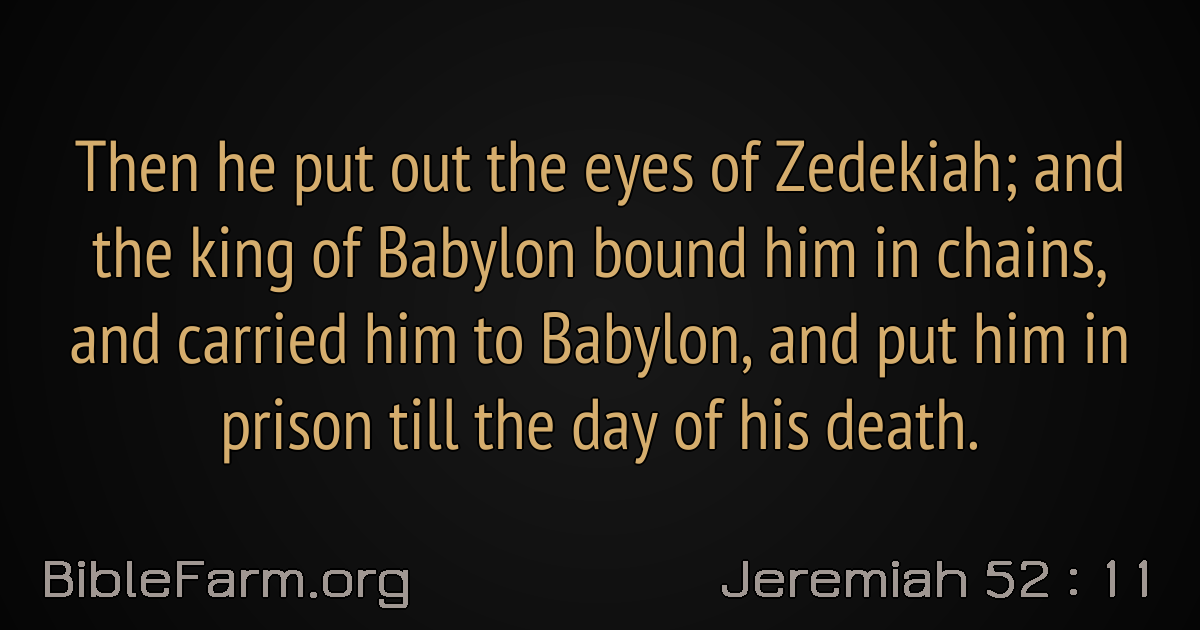 Then he put out the eyes of Zedekiah; and
the king of Babylon bound him in chains,
and carried him to Babylon, and put him in
prison till the day of his death.
BibleFarm.org
Jeremiah 52 : 11